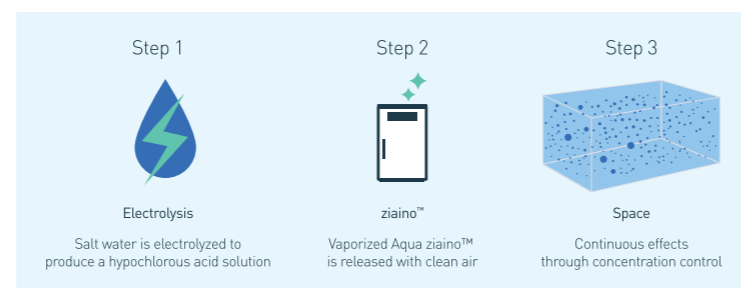 Step 1
Step 2
Step 3
Electrolysis
ziaino™
Space
Salt water is electrolyzed to
produce a hypochlorous acid solution
Vaporized Aqua ziaino™
is released with clean air
Continuous effects
through concentration control